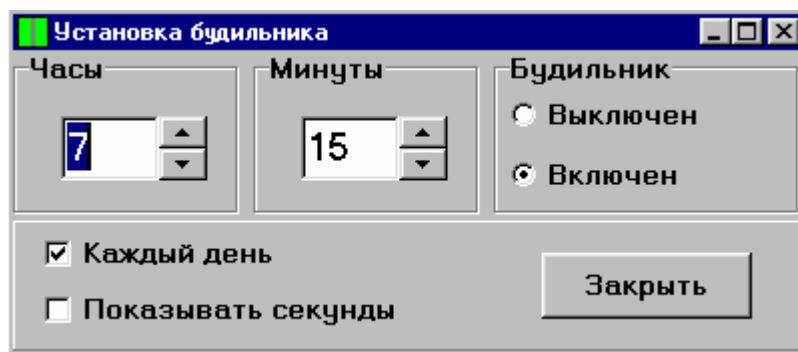 Установка будильника
Часы
Минуты
Будильник
7
15
Выключен
Включен
Каждый день
Показывать секунды
Закрыть